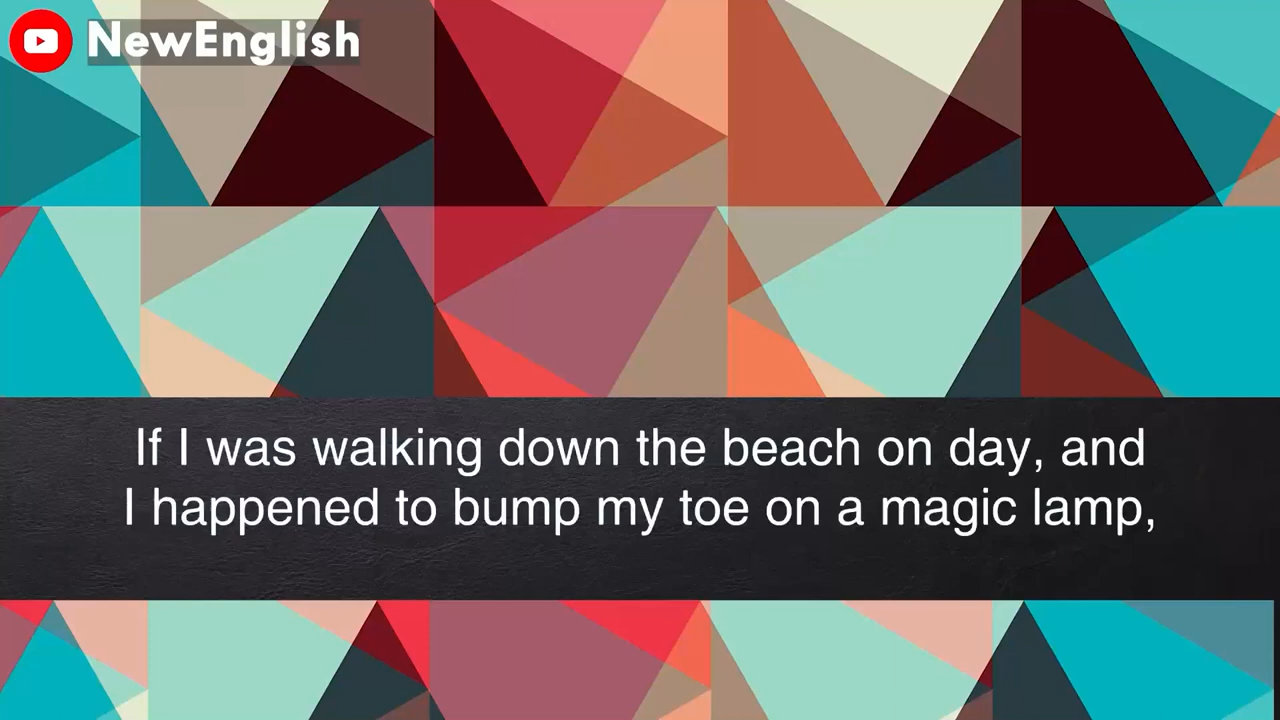 NewEnglish
If I was walking down the beach on day, and
I happened to bump my toe on a magic lamp,